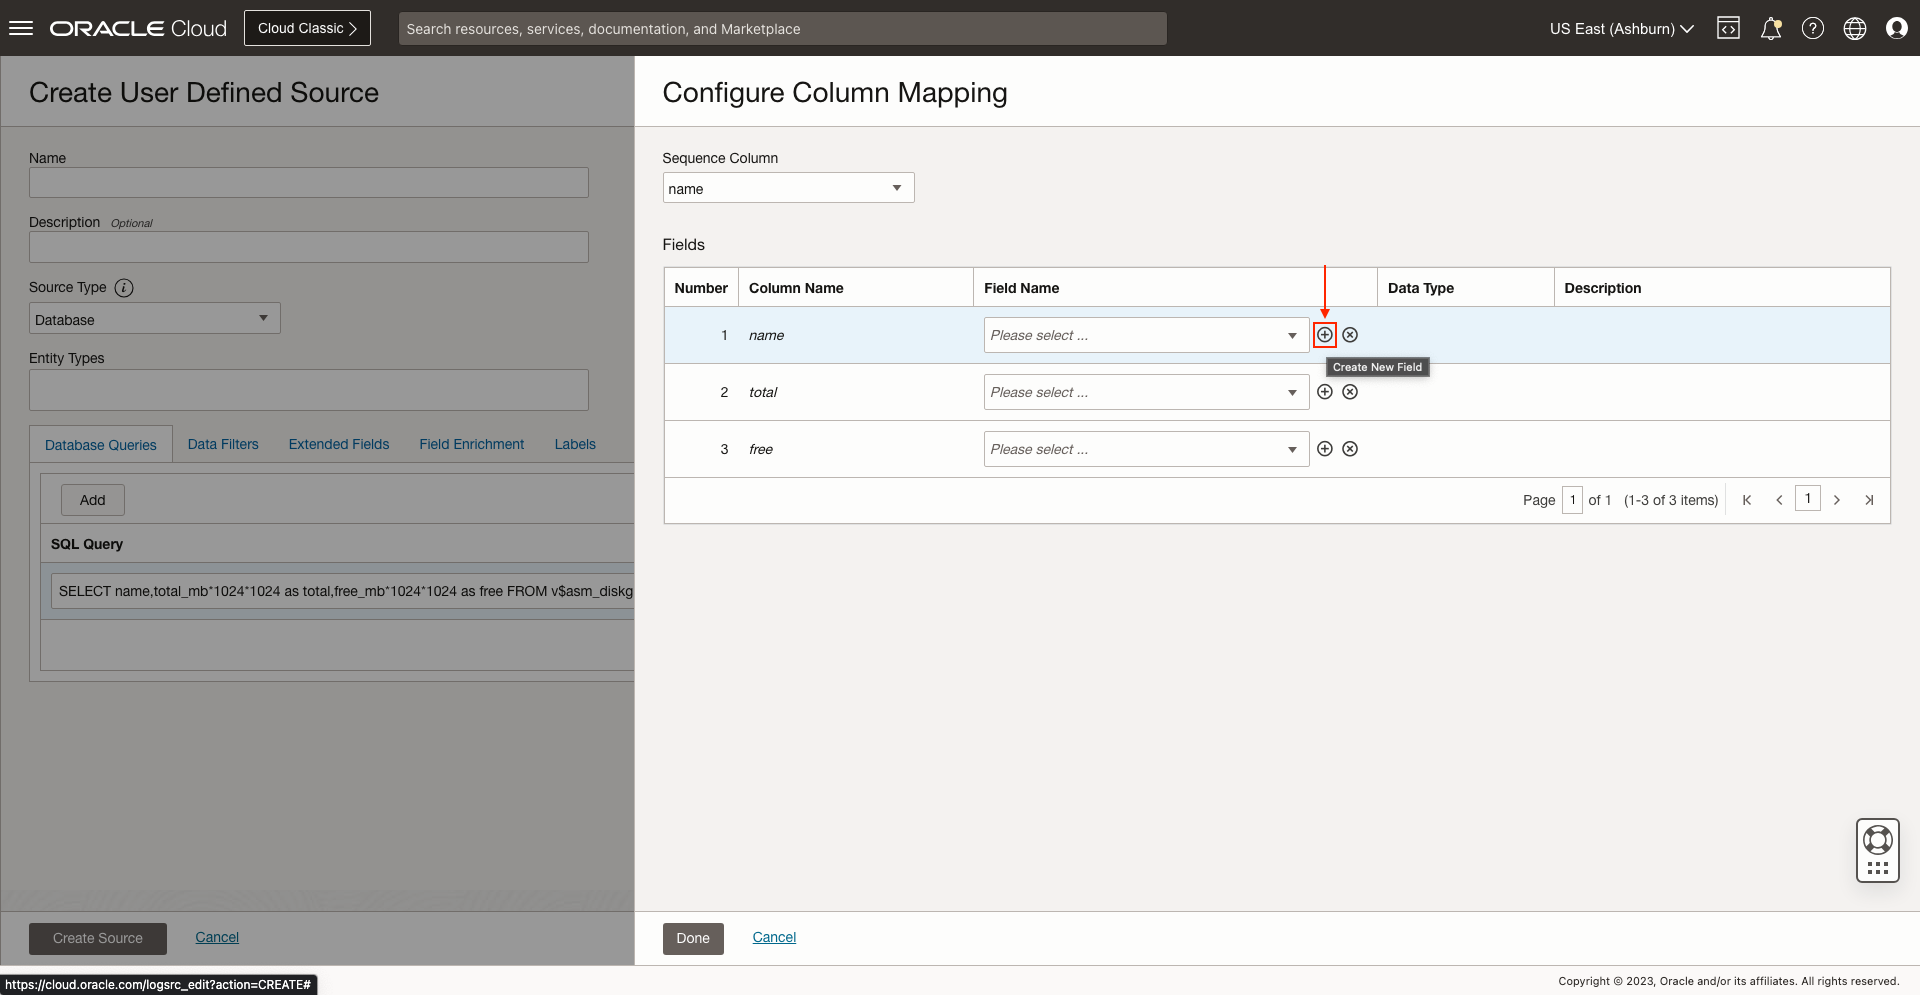 ORACLE Cloud
Cloud Classic
Search resources, services, documentation, and Marketplace
US East (Ashburn)
Create User Defined Source
Name
Description Optional
Source Type
Database
Entity Types
Database Queries Data Filters Extended Fields Field Enrichment Labels
Add
SQL Query
SELECT name,total_mb*1024*1024 as total,free_mb*1024*1024 as free FROM v$asm_diskg
Create Source Cancel
Configure Column Mapping
Sequence Column
name
Fields
Number Column Name Field Name Data Type Description
1 name Please select ...
Create New Field
2 total Please select ...
3 free Please select ...
Page 1 of 1 (1-3 of 3 items) 1
Done Cancel
https://cloud.oracle.com/logsrc_edit?action=CREATE#
Copyright © 2023, Oracle and/or its affiliates. All rights reserved.